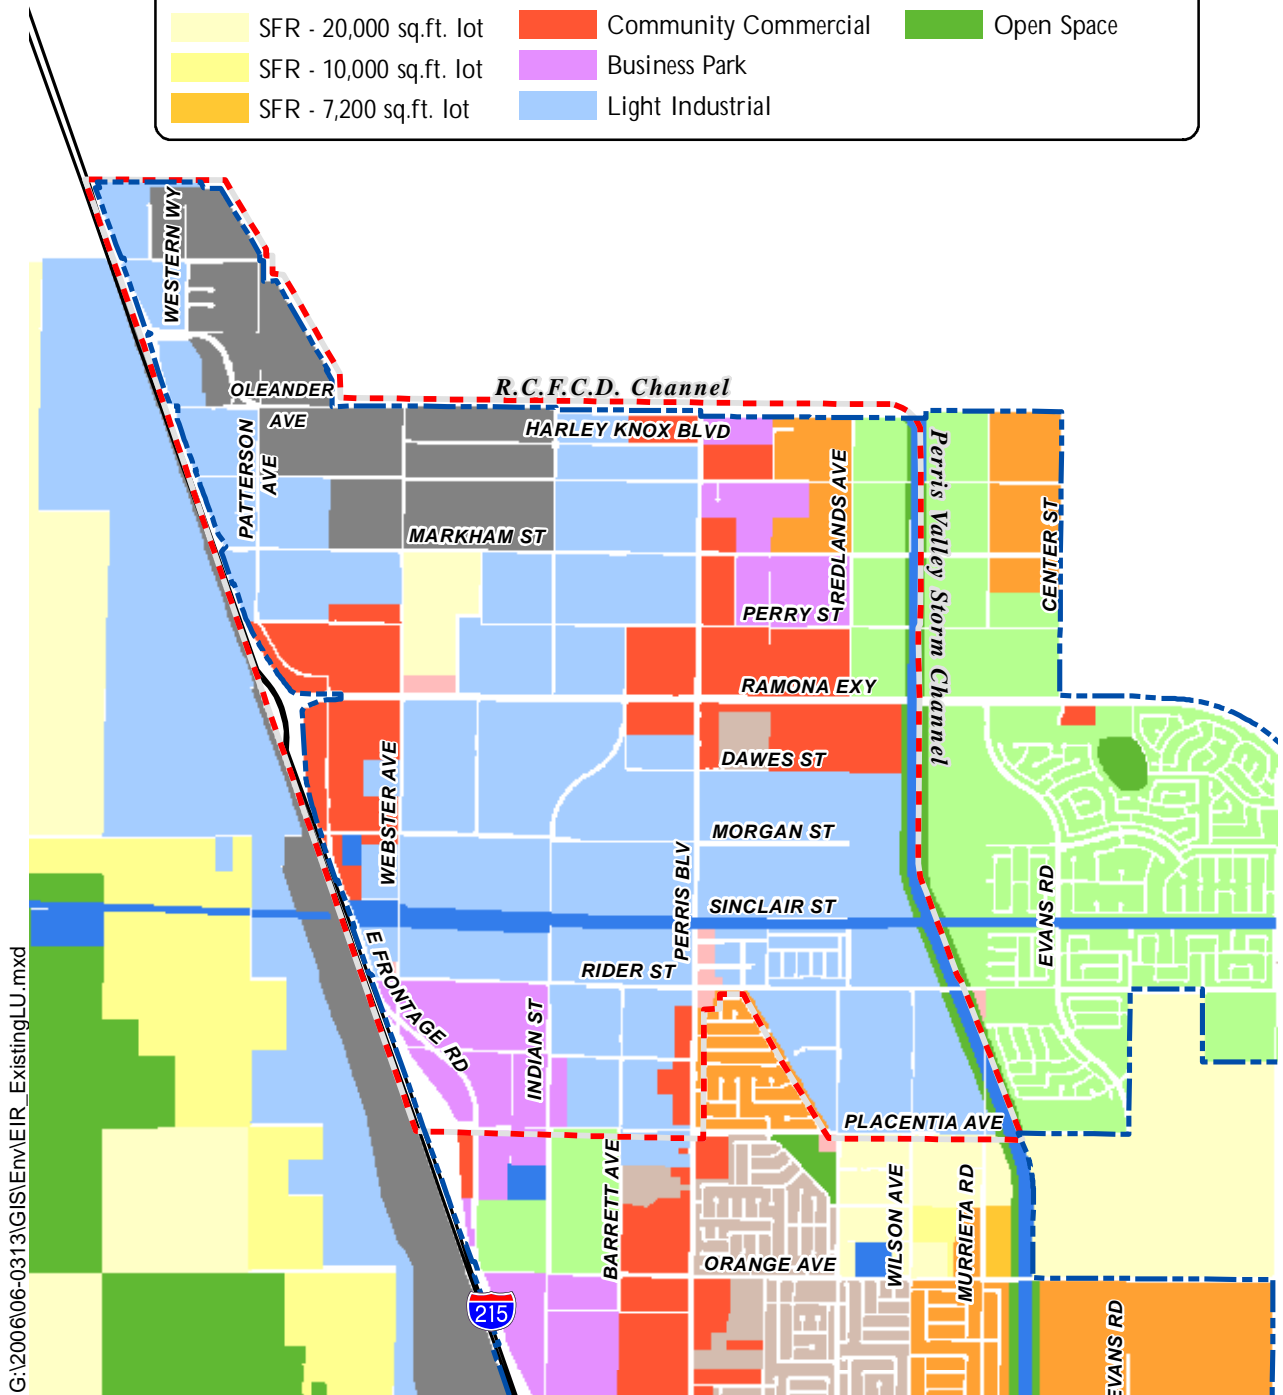 SFR - 20,000 sq.ft. lot
Community Commercial
Open Space
SFR - 10,000 sq.ft. lot
Business Park
SFR - 7,200 sq.ft. lot
Light Industrial
WESTERN WY
OLEANDER
AVE
R.C.F.C.D. Channel
HARLEY KNOX BLVD
PATTERSON
AVE
MARKHAM ST
REDLANDS AVE
Perris Valley Storm Channel
CENTER ST
PERRY ST
RAMONA EXY
DAWES ST
WEBSTER AVE
MORGAN ST
PERRIS BLV
SINCLAIR ST
EVANS RD
E FRONTAGE RD
RIDER ST
INDIAN ST
PLACENTIA AVE
BARRETT AVE
WILSON AVE
MURRIETA RD
ORANGE AVE
215
EVANS RD
G:\2006\06-0313\GIS\Env\EIR_ExistingLU.mxd